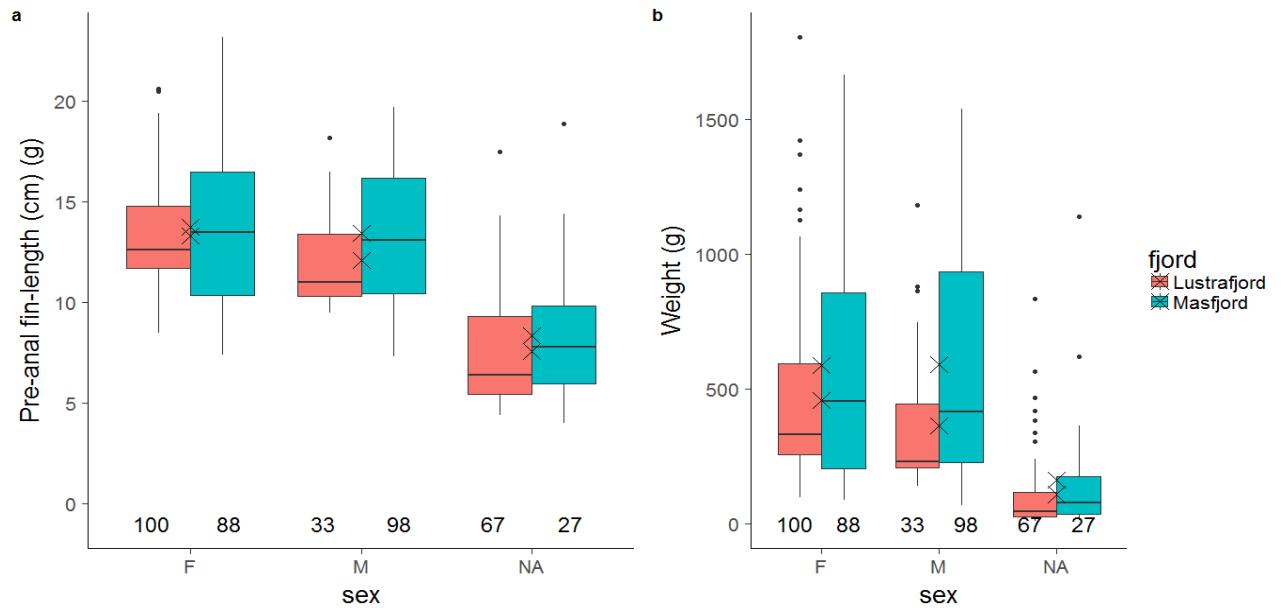 a
Pre-anal fin-length (cm) (g)
20
15
10
5
0
100 88 33 98 67 27
F M NA
sex
b
Weight (g)
1500
1000
500
0
100 88 33 98 67 27
F M NA
sex
fjord
Lustrafjord
Masfjord